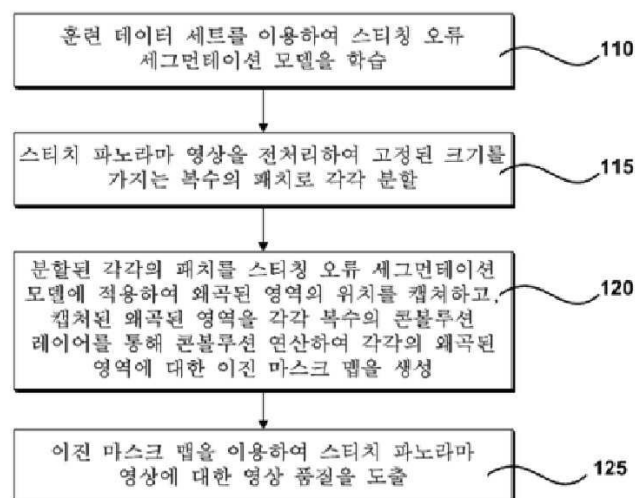 훈련 데이터 세트를 이용하여 스티칭 오류
세그먼테이션 모델을 학습
110
스티치 파노라마 영상을 전처리하여 고정된 크기를
가지는 복수의 패치로 각각 분할
115
분할된 각각의 패치를 스티칭 오류 세그먼테이션
모델에 적용하여 왜곡된 영역의 위치를 캡쳐하고,
캡쳐된 왜곡된 영역을 각각 복수의 콘볼루션
레이어를 통해 콘볼루션 연산하여 각각의 왜곡된
영역에 대한 이진 마스크 맵을 생성
120
이진 마스크 맵을 이용하여 스티치 파노라마
영상에 대한 영상 품질을 도출
125